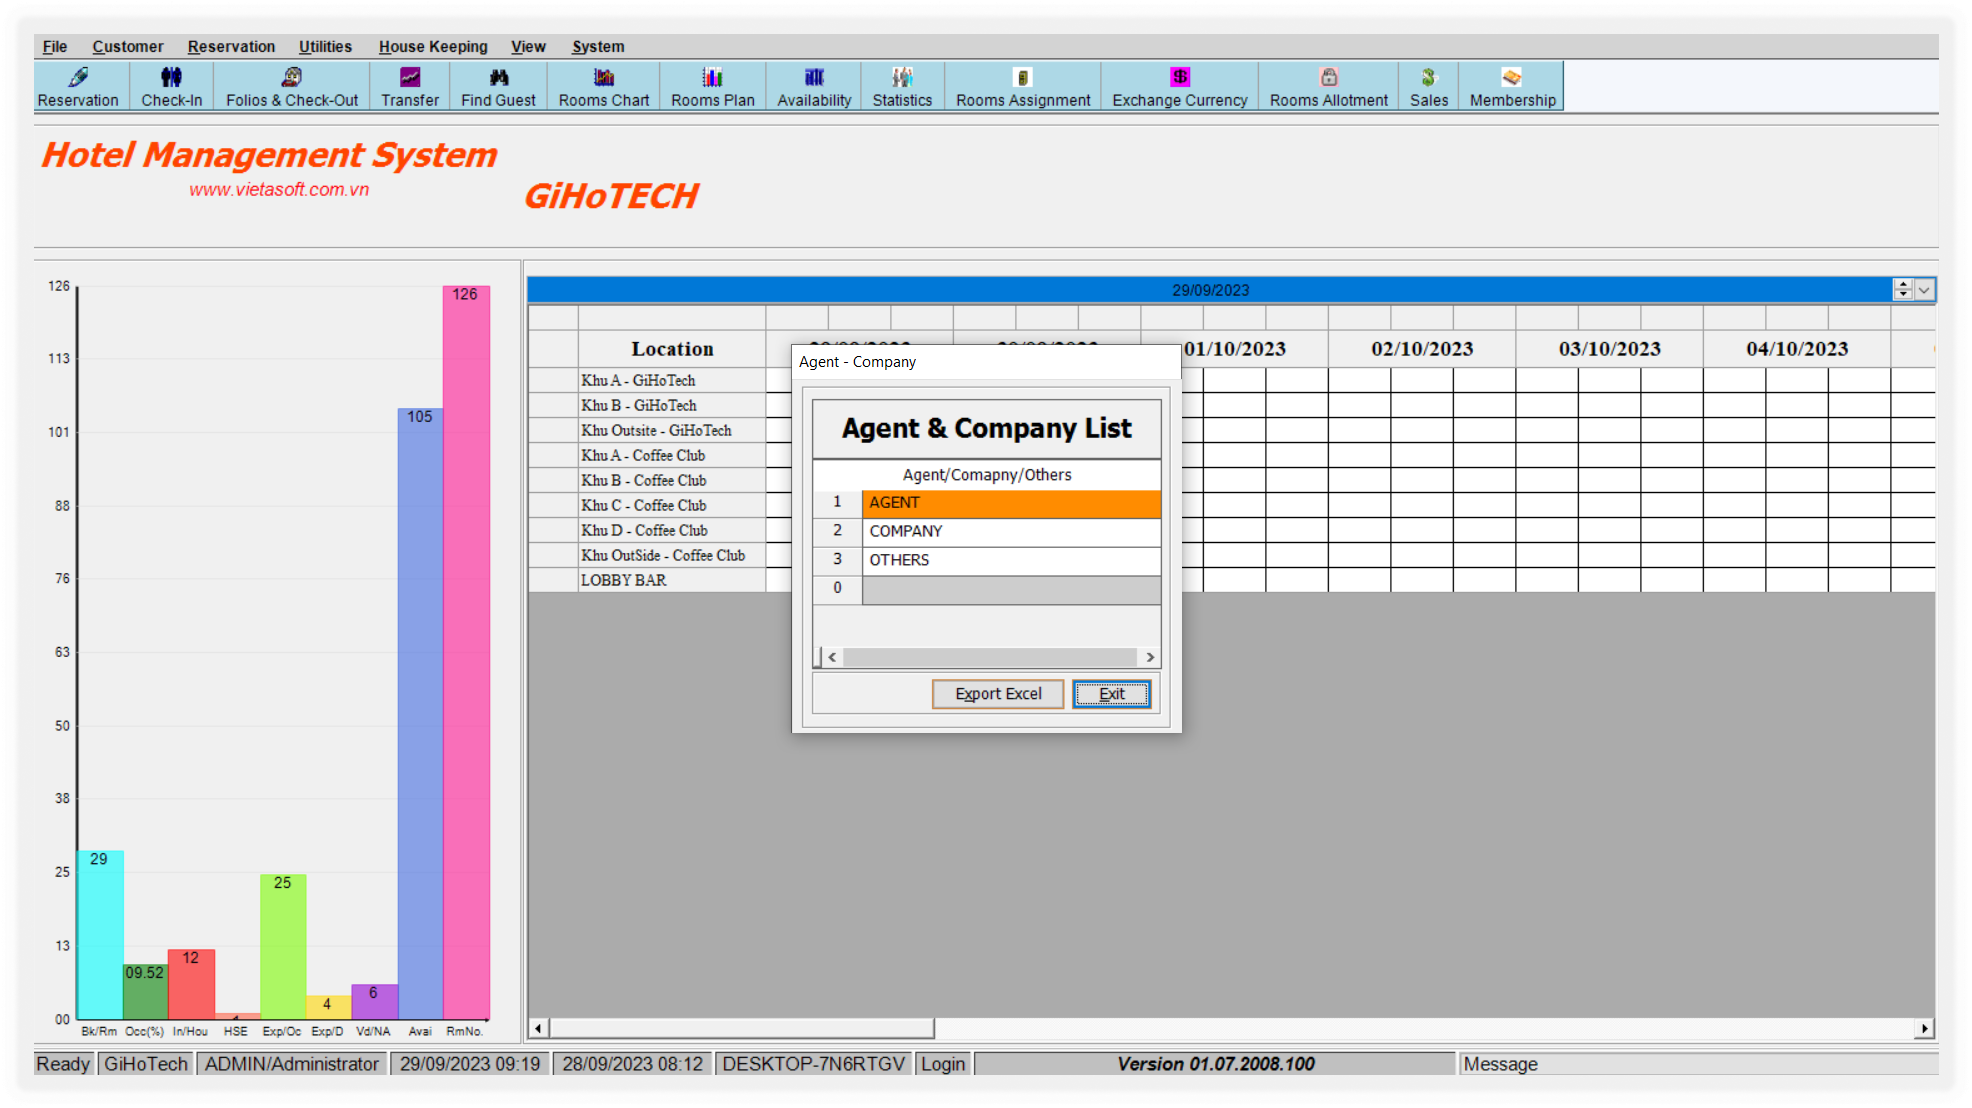 File Customer Reservation Utilities House Keeping View System
Reservation Check-In Folios & Check-Out Transfer Find Guest Rooms Chart Rooms Plan Availability Statistics Rooms Assignment Exchange Currency Rooms Allotment Sales Membership
Hotel Management System
www.vietasoft.com.vn
GiHoTECH
126
113
101
88
76
63
50
38
25
13
00
29
09.52
12
25
4
6
105
126
Bk/Rm Occ(%) In/Hou HSE Exp/Oc Exp/D Vd/NA Avai RmNo.
29/09/2023
Location 01/10/2023 02/10/2023 03/10/2023 04/10/2023
Khu A - GiHoTech
Khu B - GiHoTech
Khu Outsite - GiHoTech
Khu A - Coffee Club
Khu B - Coffee Club
Khu C - Coffee Club
Khu D - Coffee Club
Khu OutSide - Coffee Club
LOBBY BAR
Agent - Company
Agent & Company List
Agent/Comapny/Others
1 AGENT
2 COMPANY
3 OTHERS
0
Export Excel Exit
Ready GiHoTech ADMIN/Administrator 29/09/2023 09:19 28/09/2023 08:12 DESKTOP-7N6RTGV Login Version 01.07.2008.100 Message